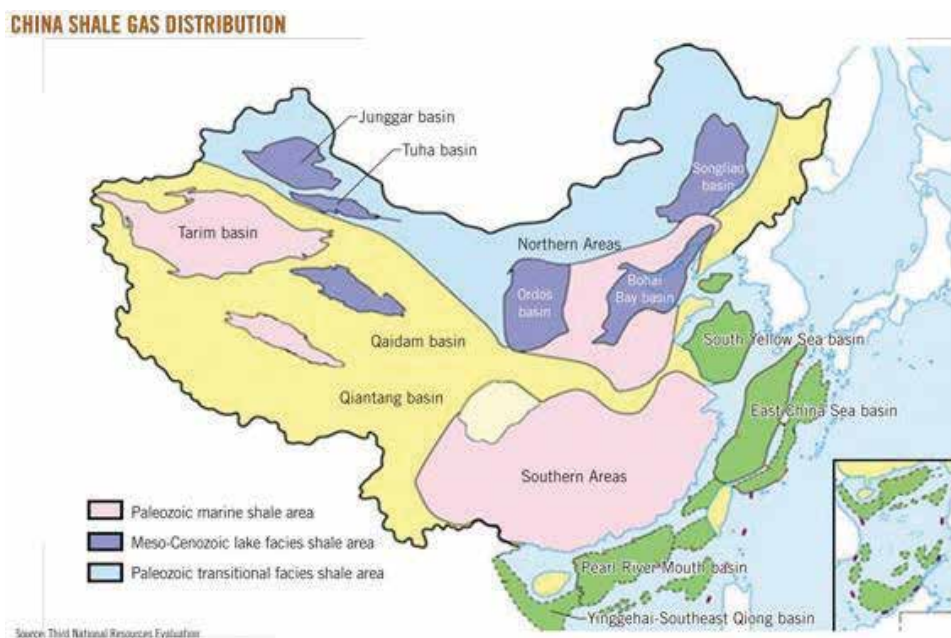 CHINA SHALE GAS DISTRIBUTION
Junggar basin
Tuha basin
Songliao
basin
Tarim basin
Northern Areas
Ordos
basin
Bohai
Bay basin
Qaidam basin
South Yellow Sea basin
Qiantang basin
East China Sea basin
Southern Areas
Paleozoic marine shale area
Meso-Cenozoic lake facies shale area
Paleozoic transitional facies shale area
Pearl River Mouth basin
Yinggehai-Southeast Qiong basin
Source: Third National Resources Evaluation